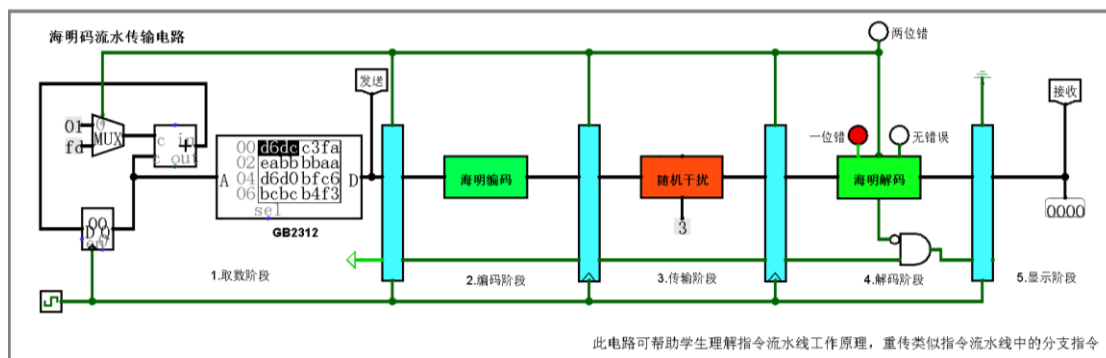 海明码流水传输电路
两位错
发送
接收
01
0
fd
MUX
c in
+
c out
00 d6dc c3fa
02 eabb bbaa
04 d6d0 bfc6
06 bcbc b4f3
A
D
sel
GB2312
一位错
无错误
海明编码
随机干扰
海明解码
3
0000
00
D Q
1.取数阶段
2.编码阶段
3.传输阶段
4.解码阶段
5.显示阶段
此电路可帮助学生理解指令流水线工作原理，重传类似指令流水线中的分支指令